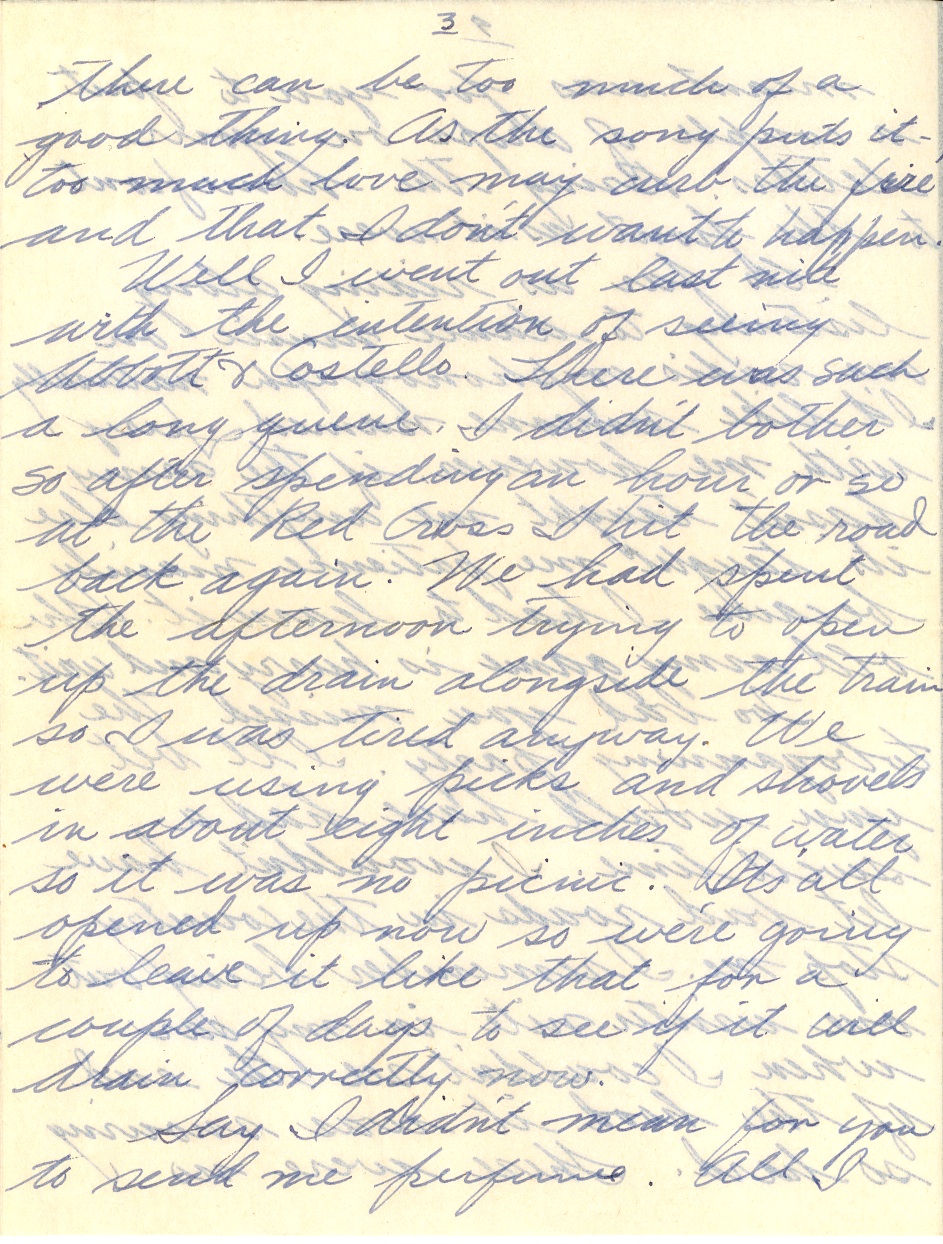 3
There can be too much of a
good thing. As the song puts it-
too much love may curb the fire
and that I don't want to happen.
Well I went out last nite
with the intention of seeing
Abbott & Costello. There was such
a long queue. I didn't bother
so after spending an hour or so
at the Red Cross I hit the road
back again. We had spent
the afternoon trying to open
up the drain alongside the train
so I was tired anyway. We
were using picks and shovels
in about eight inches of water
so it was no picnic. Its all
opened up now so we're going
to leave it like that for a
couple of days to see if it will
drain correctly now.
Say I didn't mean for you
to send me perfume. All I